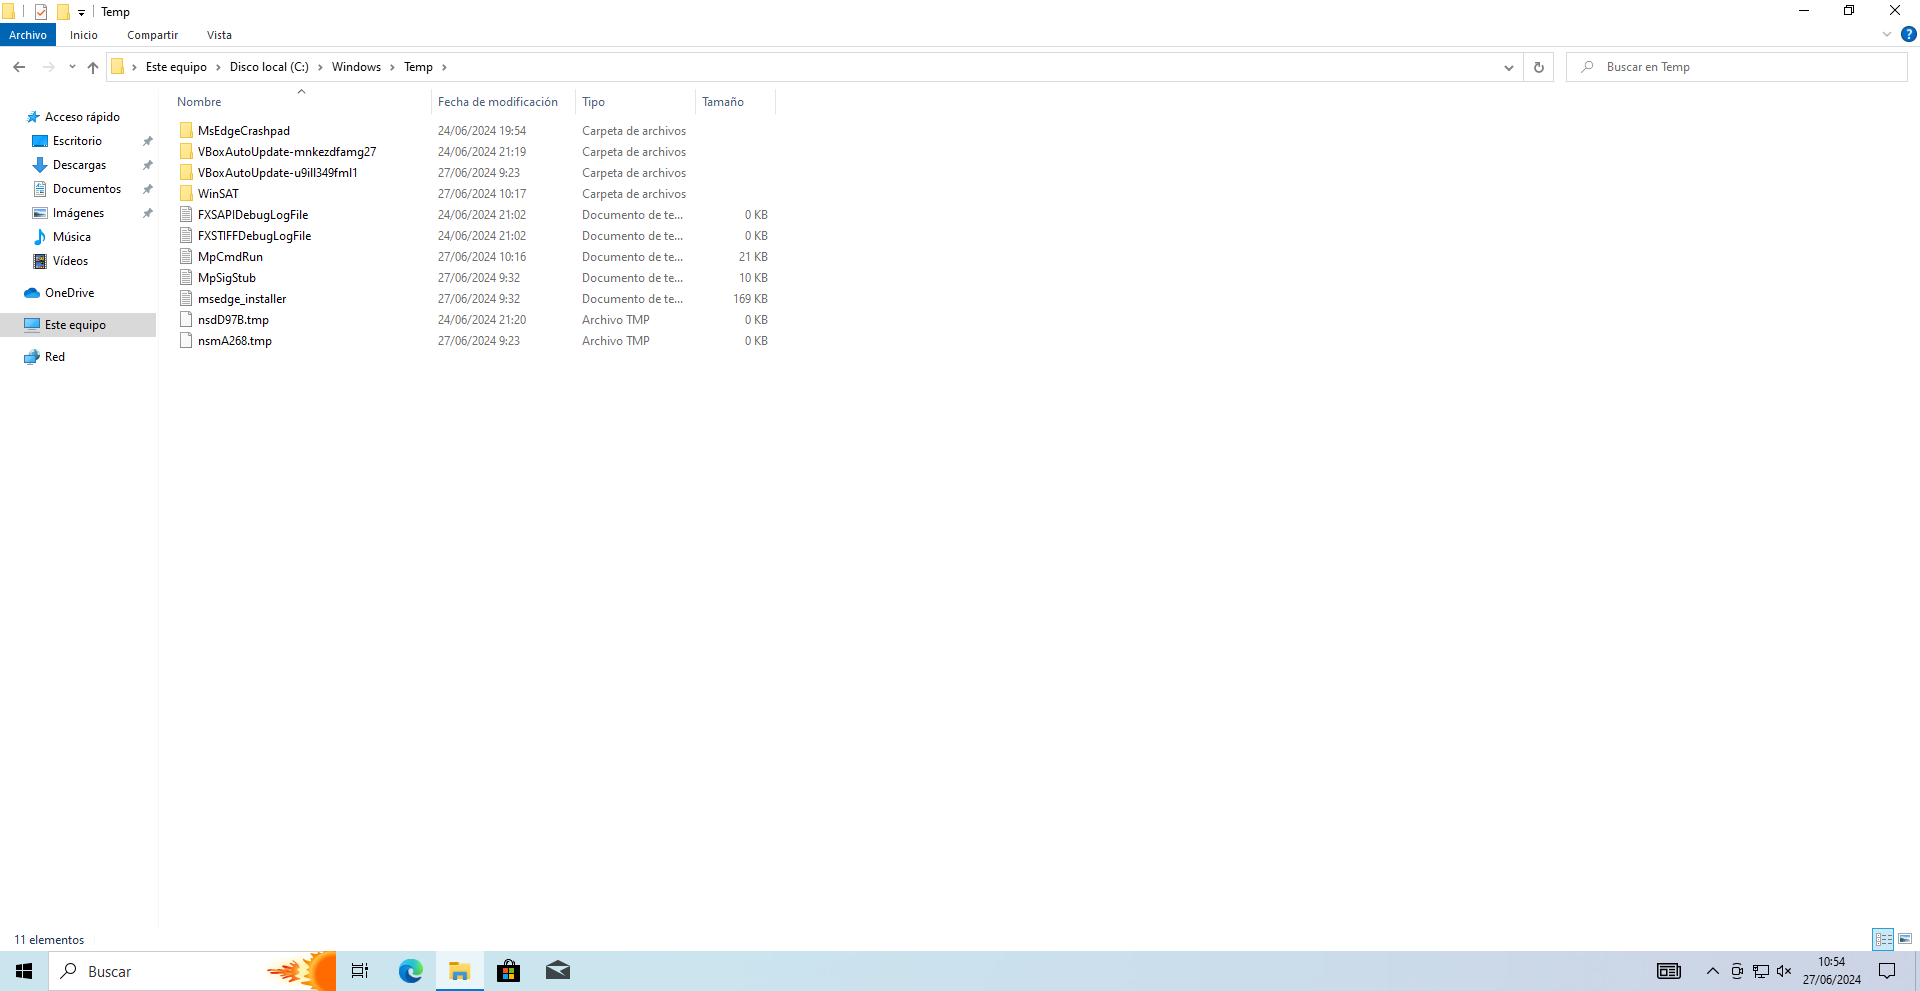 Temp
Archivo Inicio Compartir Vista
Este equipo Disco local (C:) Windows Temp
Buscar en Temp
Nombre Fecha de modificación Tipo Tamaño
Acceso rápido
Escritorio
Descargas
Documentos
Imágenes
Música
Vídeos
OneDrive
Este equipo
Red
MsEdgeCrashpad 24/06/2024 19:54 Carpeta de archivos
VBoxAutoUpdate-mnkezdfamg27 24/06/2024 21:19 Carpeta de archivos
VBoxAutoUpdate-u9ill349fml1 27/06/2024 9:23 Carpeta de archivos
WinSAT 27/06/2024 10:17 Carpeta de archivos
FXSAPIDebugLogFile 24/06/2024 21:02 Documento de te... 0 KB
FXSTIFFDebugLogFile 24/06/2024 21:02 Documento de te... 0 KB
MpCmdRun 27/06/2024 10:16 Documento de te... 21 KB
MpSigStub 27/06/2024 9:32 Documento de te... 10 KB
msedge_installer 27/06/2024 9:32 Documento de te... 169 KB
nsdD97B.tmp 24/06/2024 21:20 Archivo TMP 0 KB
nsmA268.tmp 27/06/2024 9:23 Archivo TMP 0 KB
11 elementos
Buscar
10:54
27/06/2024